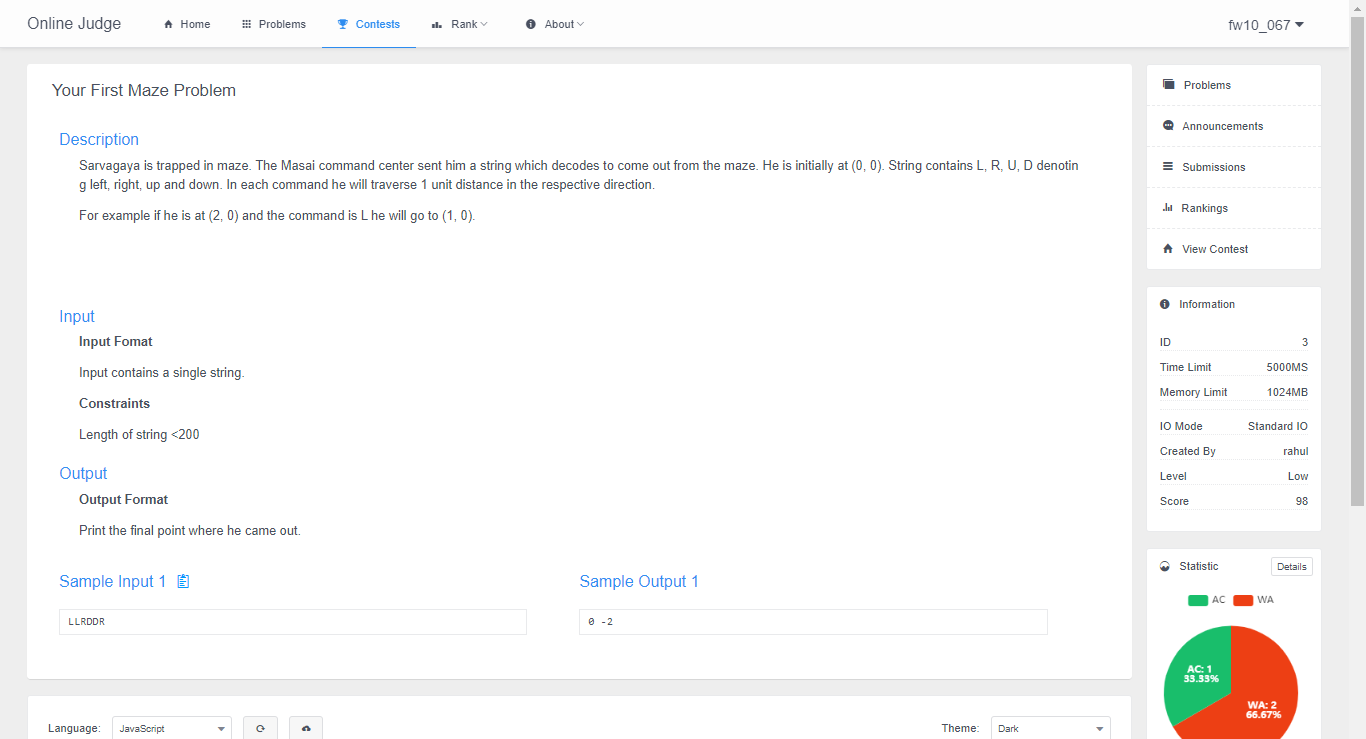 Online Judge
Home
Problems
Contests
Rank
About
fw10_067
Your First Maze Problem
Description
Sarvagaya is trapped in maze. The Masai command center sent him a string which decodes to come out from the maze. He is initially at (0, 0). String contains L, R, U, D denotin
g left, right, up and down. In each command he will traverse 1 unit distance in the respective direction.
For example if he is at (2, 0) and the command is L he will go to (1, 0).
Input
Input Fomat
Input contains a single string.
Constraints
Length of string <200
Output
Output Format
Print the final point where he came out.
Sample Input 1
Sample Output 1
LLRDDR
0 -2
Language:
JavaScript
Theme:
Dark
Problems
Announcements
Submissions
Rankings
View Contest
Information
ID 3
Time Limit 5000MS
Memory Limit 1024MB
IO Mode Standard IO
Created By rahul
Level Low
Score 98
Statistic
Details
AC WA
AC: 1
33.33%
WA: 2
66.67%